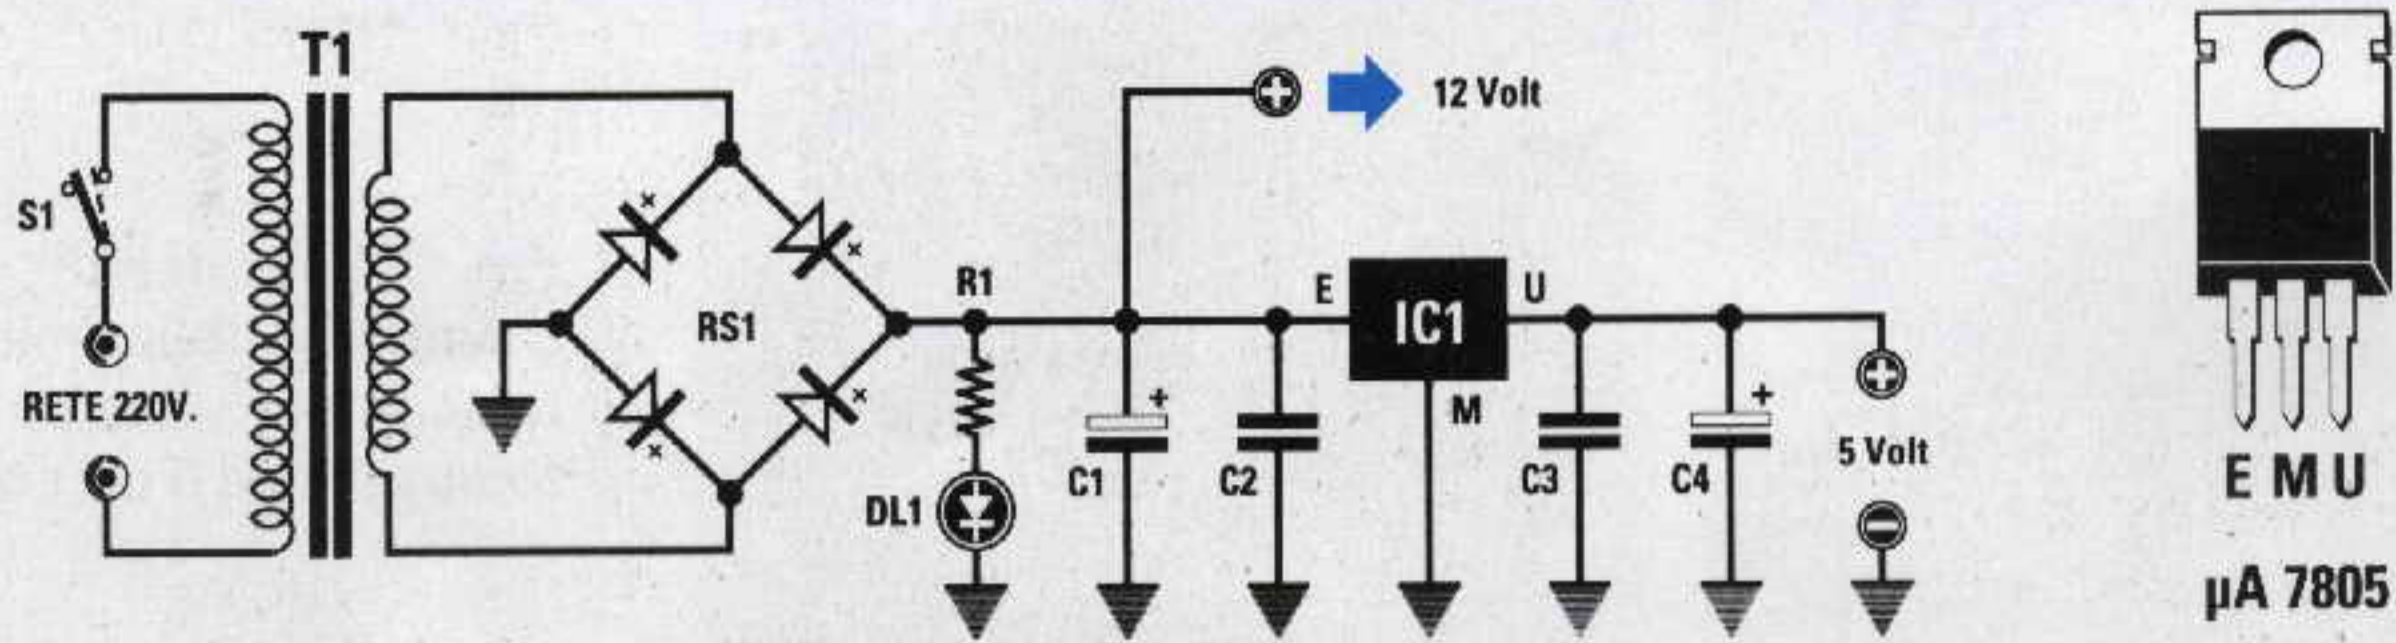 T1
12 Volt
S1
RS1
R1
E
IC1
U
M
RETE 220V.
+
+
DL1
C1
C2
C3
C4
5 Volt
E M U
µA 7805